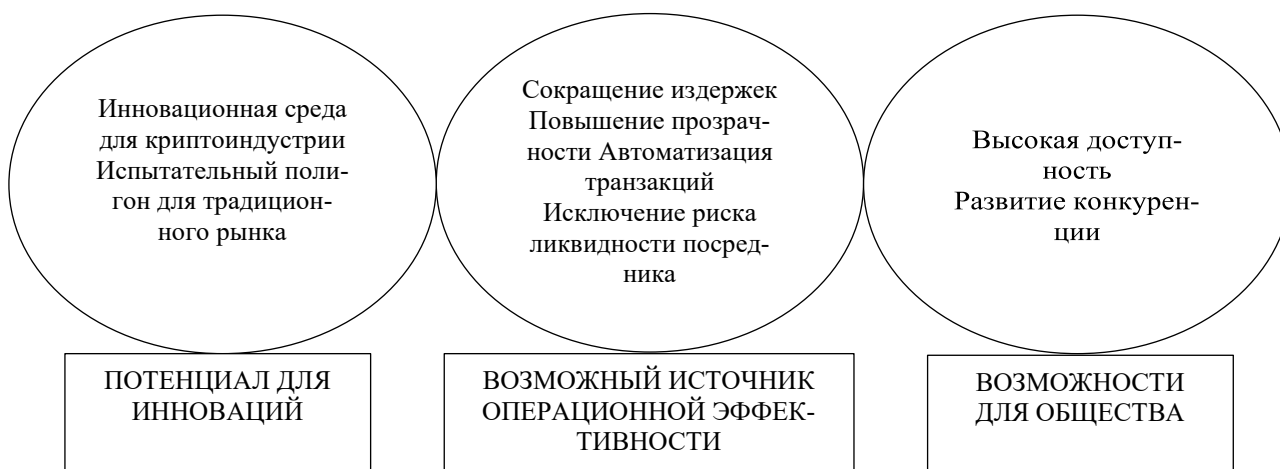 Инновационная среда
для криптоиндустрии
Испытательный поли-
гон для традицион-
ного рынка
Сокращение издержек
Повышение прозрач-
ности Автоматизация
транзакций
Исключение риска
ликвидности посред-
ника
Высокая доступ-
ность
Развитие конкурен-
ции
ПОТЕНЦИАЛ ДЛЯ
ИННОВАЦИЙ
ВОЗМОЖНЫЙ ИСТОЧНИК
ОПЕРАЦИОННОЙ ЭФФЕК-
ТИВНОСТИ
ВОЗМОЖНОСТИ
ДЛЯ ОБЩЕСТВА